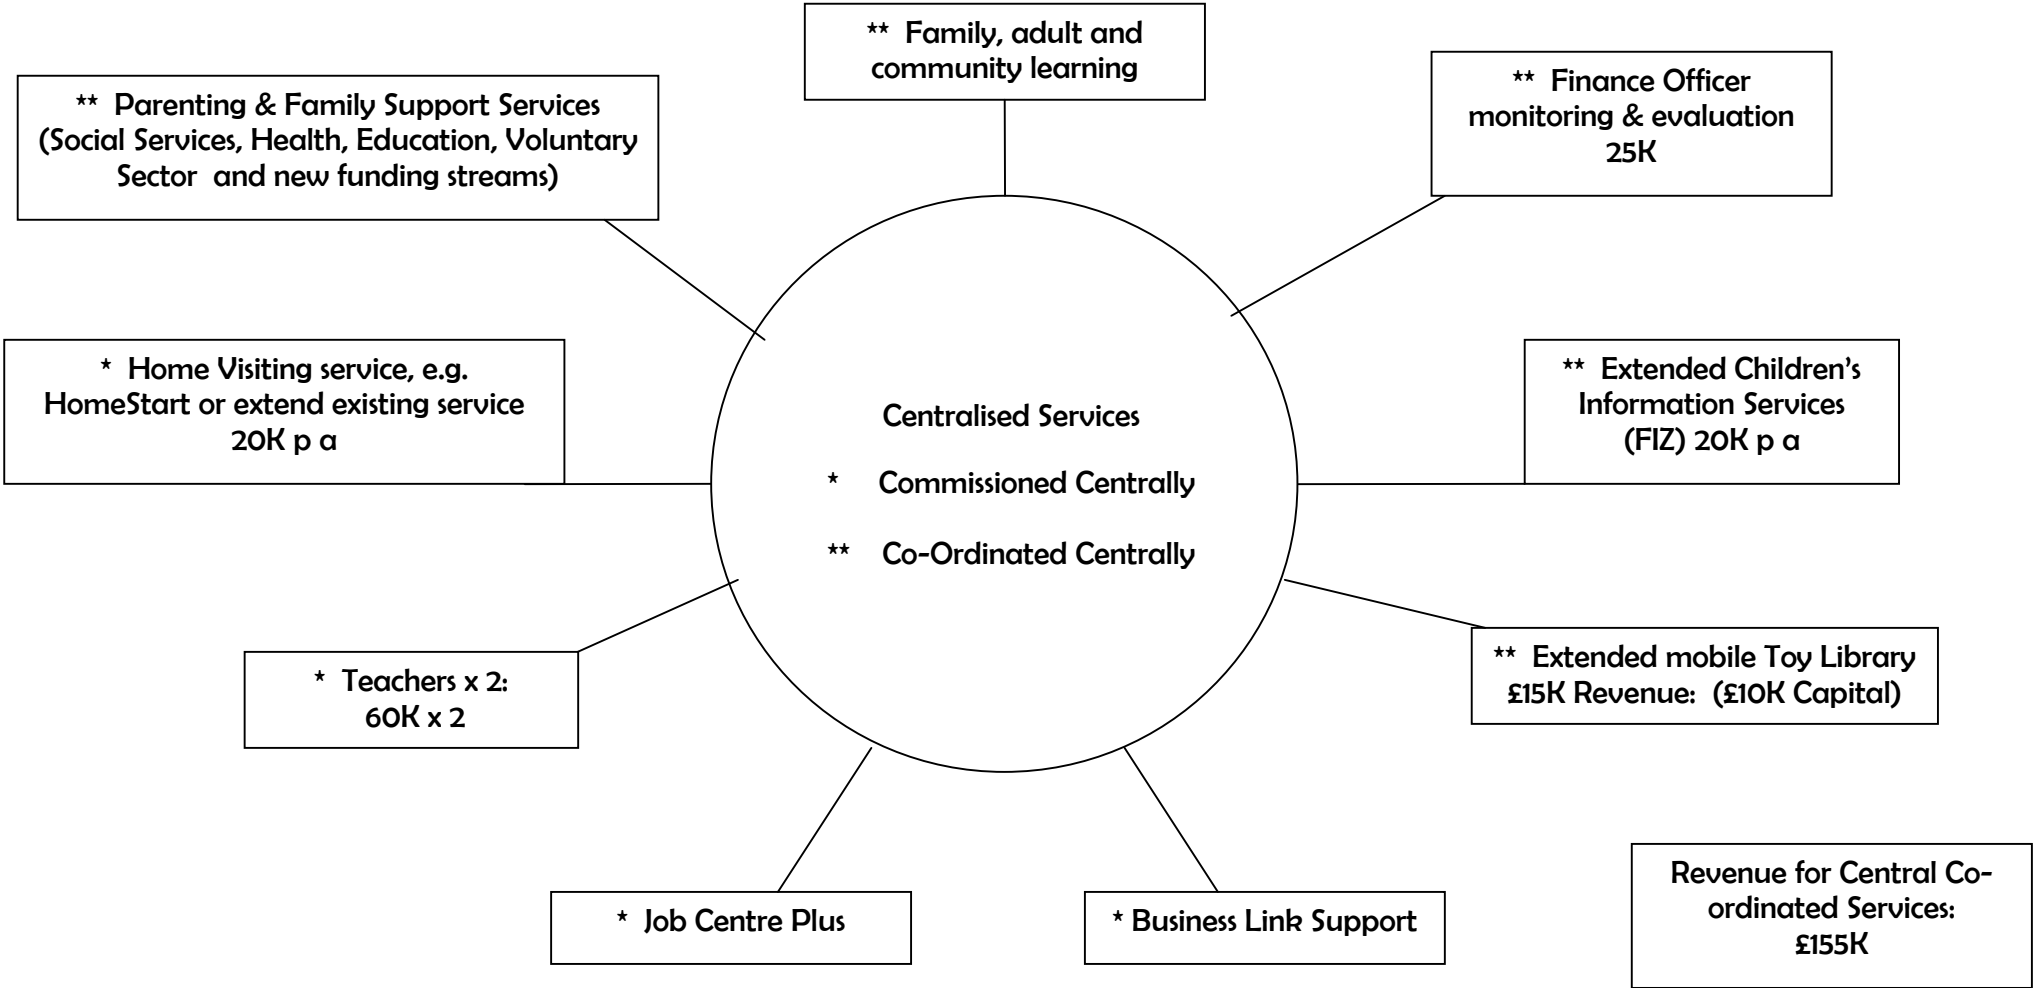 ** Family, adult and
community learning
** Parenting & Family Support Services
(Social Services, Health, Education, Voluntary
Sector and new funding streams)
** Finance Officer
monitoring & evaluation
25K
* Home Visiting service, e.g.
HomeStart or extend existing service
20K p a
** Extended Children’s
Information Services
(FIZ) 20K p a
Centralised Services
* Commissioned Centrally
** Co-Ordinated Centrally
* Teachers x 2:
60K x 2
** Extended mobile Toy Library
£15K Revenue: (£10K Capital)
* Job Centre Plus
* Business Link Support
Revenue for Central Co-
ordinated Services:
£155K